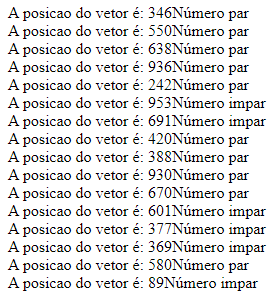 A posicao do vetor é: 346Número par
A posicao do vetor é: 550Número par
A posicao do vetor é: 638Número par
A posicao do vetor é: 936Número par
A posicao do vetor é: 242Número par
A posicao do vetor é: 953Número impar
A posicao do vetor é: 691Número impar
A posicao do vetor é: 420Número par
A posicao do vetor é: 388Número par
A posicao do vetor é: 930Número par
A posicao do vetor é: 670Número par
A posicao do vetor é: 601Número impar
A posicao do vetor é: 377Número impar
A posicao do vetor é: 369Número impar
A posicao do vetor é: 580Número par
A posicao do vetor é: 89Número impar